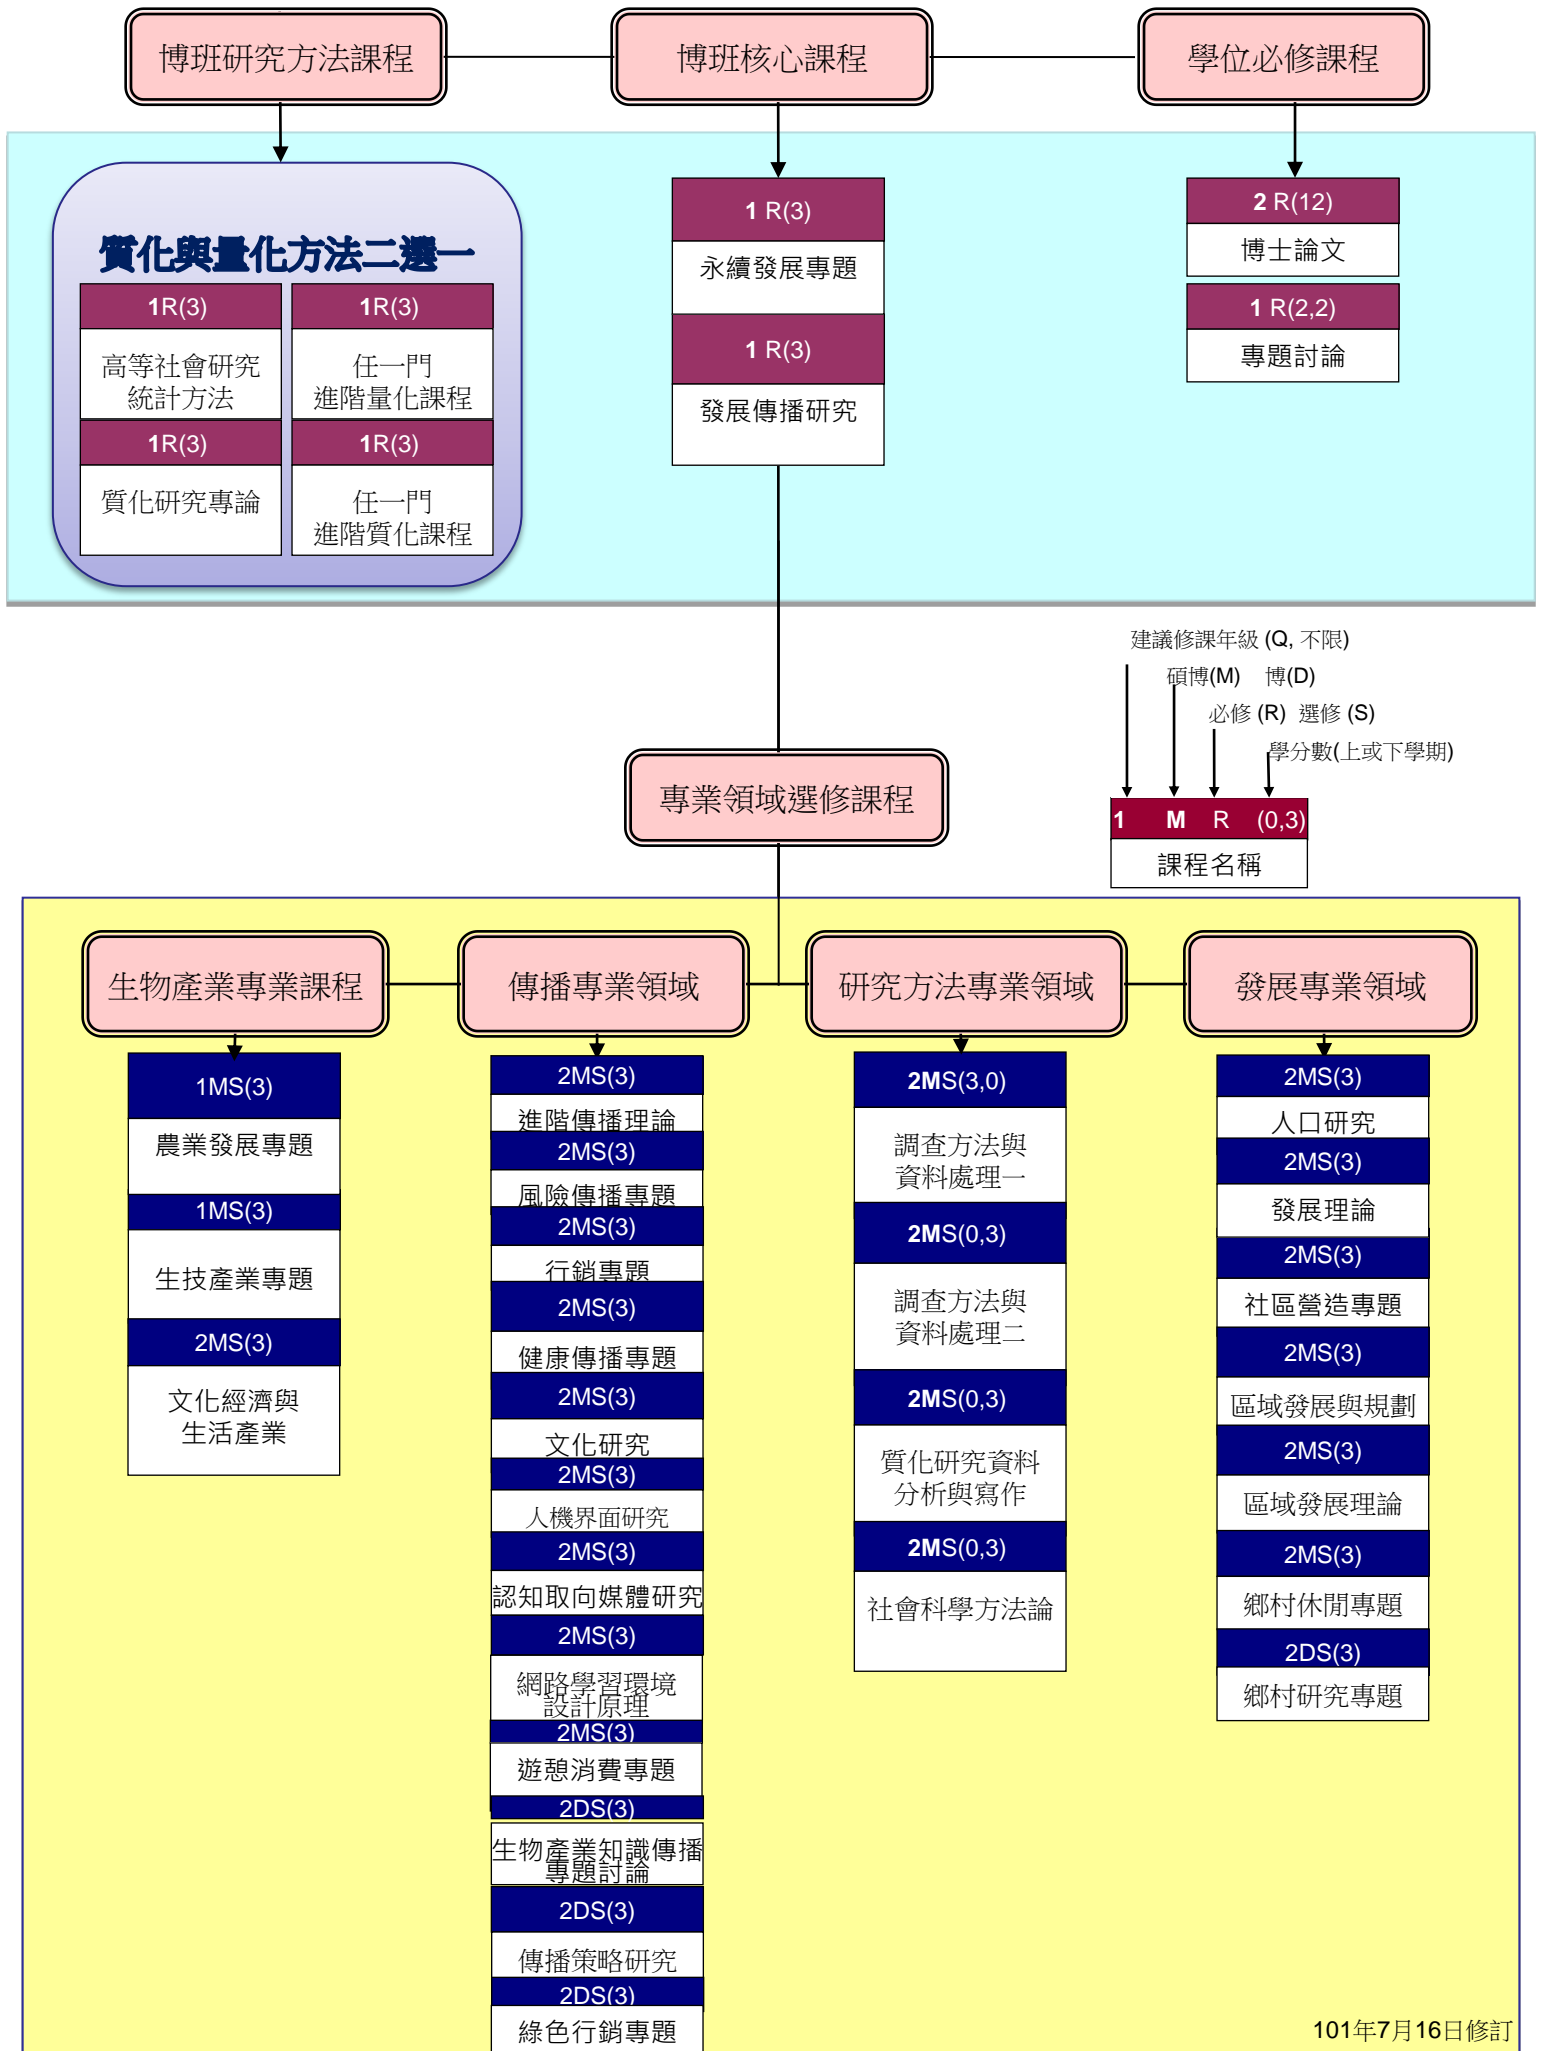 博班研究方法課程
博班核心課程
學位必修課程
質化與量化方法二選一
1R(3)
高等社會研究
統計方法
1R(3)
任一門
進階量化課程
1R(3)
質化研究專論
1R(3)
任一門
進階質化課程
1 R(3)
永續發展專題
1 R(3)
發展傳播研究
2 R(12)
博士論文
1 R(2,2)
專題討論
建議修課年級 (Q, 不限)
碩博(M) 博(D)
必修 (R) 選修 (S)
學分數(上或下學期)
1 M R (0,3)
課程名稱
專業領域選修課程
生物產業專業課程
傳播專業領域
研究方法專業領域
發展專業領域
1MS(3)
農業發展專題
1MS(3)
生技產業專題
2MS(3)
文化經濟與
生活產業
2MS(3)
進階傳播理論
2MS(3)
風險傳播專題
2MS(3)
行銷專題
2MS(3)
健康傳播專題
2MS(3)
文化研究
2MS(3)
人機界面研究
2MS(3)
認知取向媒體研究
2MS(3)
網路學習環境
設計原理
2MS(3)
遊憩消費專題
2DS(3)
生物產業知識傳播
專題討論
2DS(3)
傳播策略研究
2DS(3)
綠色行銷專題
2MS(3,0)
調查方法與
資料處理一
2MS(0,3)
調查方法與
資料處理二
2MS(0,3)
質化研究資料
分析與寫作
2MS(0,3)
社會科學方法論
2MS(3)
人口研究
2MS(3)
發展理論
2MS(3)
社區營造專題
2MS(3)
區域發展與規劃
2MS(3)
區域發展理論
2MS(3)
鄉村休閒專題
2DS(3)
鄉村研究專題
101年7月16日修訂